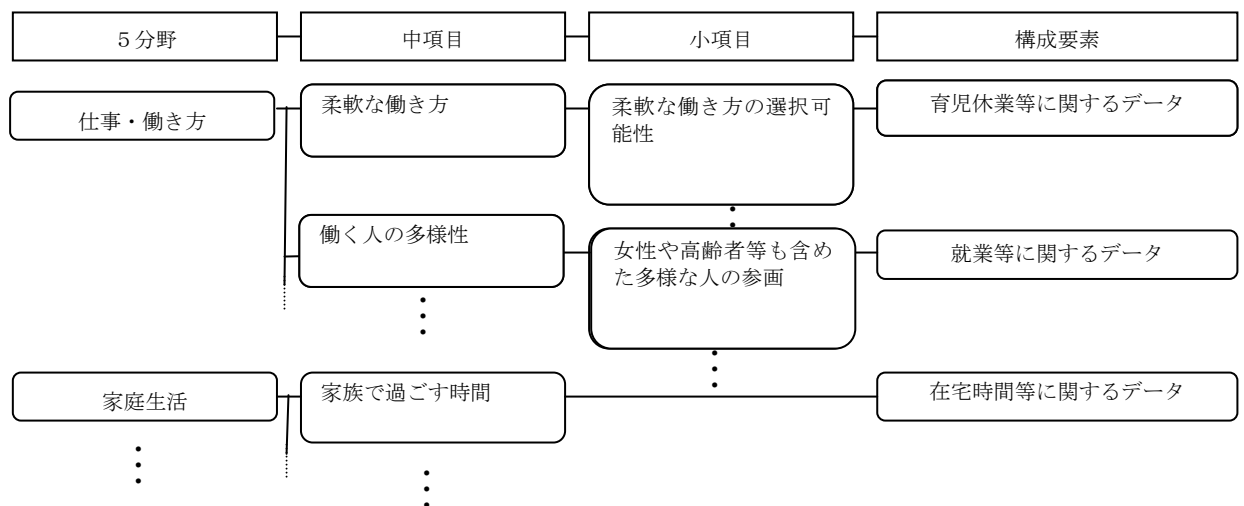 ５分野
中項目
小項目
構成要素
仕事・働き方
柔軟な働き方
柔軟な働き方の選択可
能性
育児休業等に関するデータ
働く人の多様性
女性や高齢者等も含め
た多様な人の参画
就業等に関するデータ
家庭生活
家族で過ごす時間
在宅時間等に関するデータ